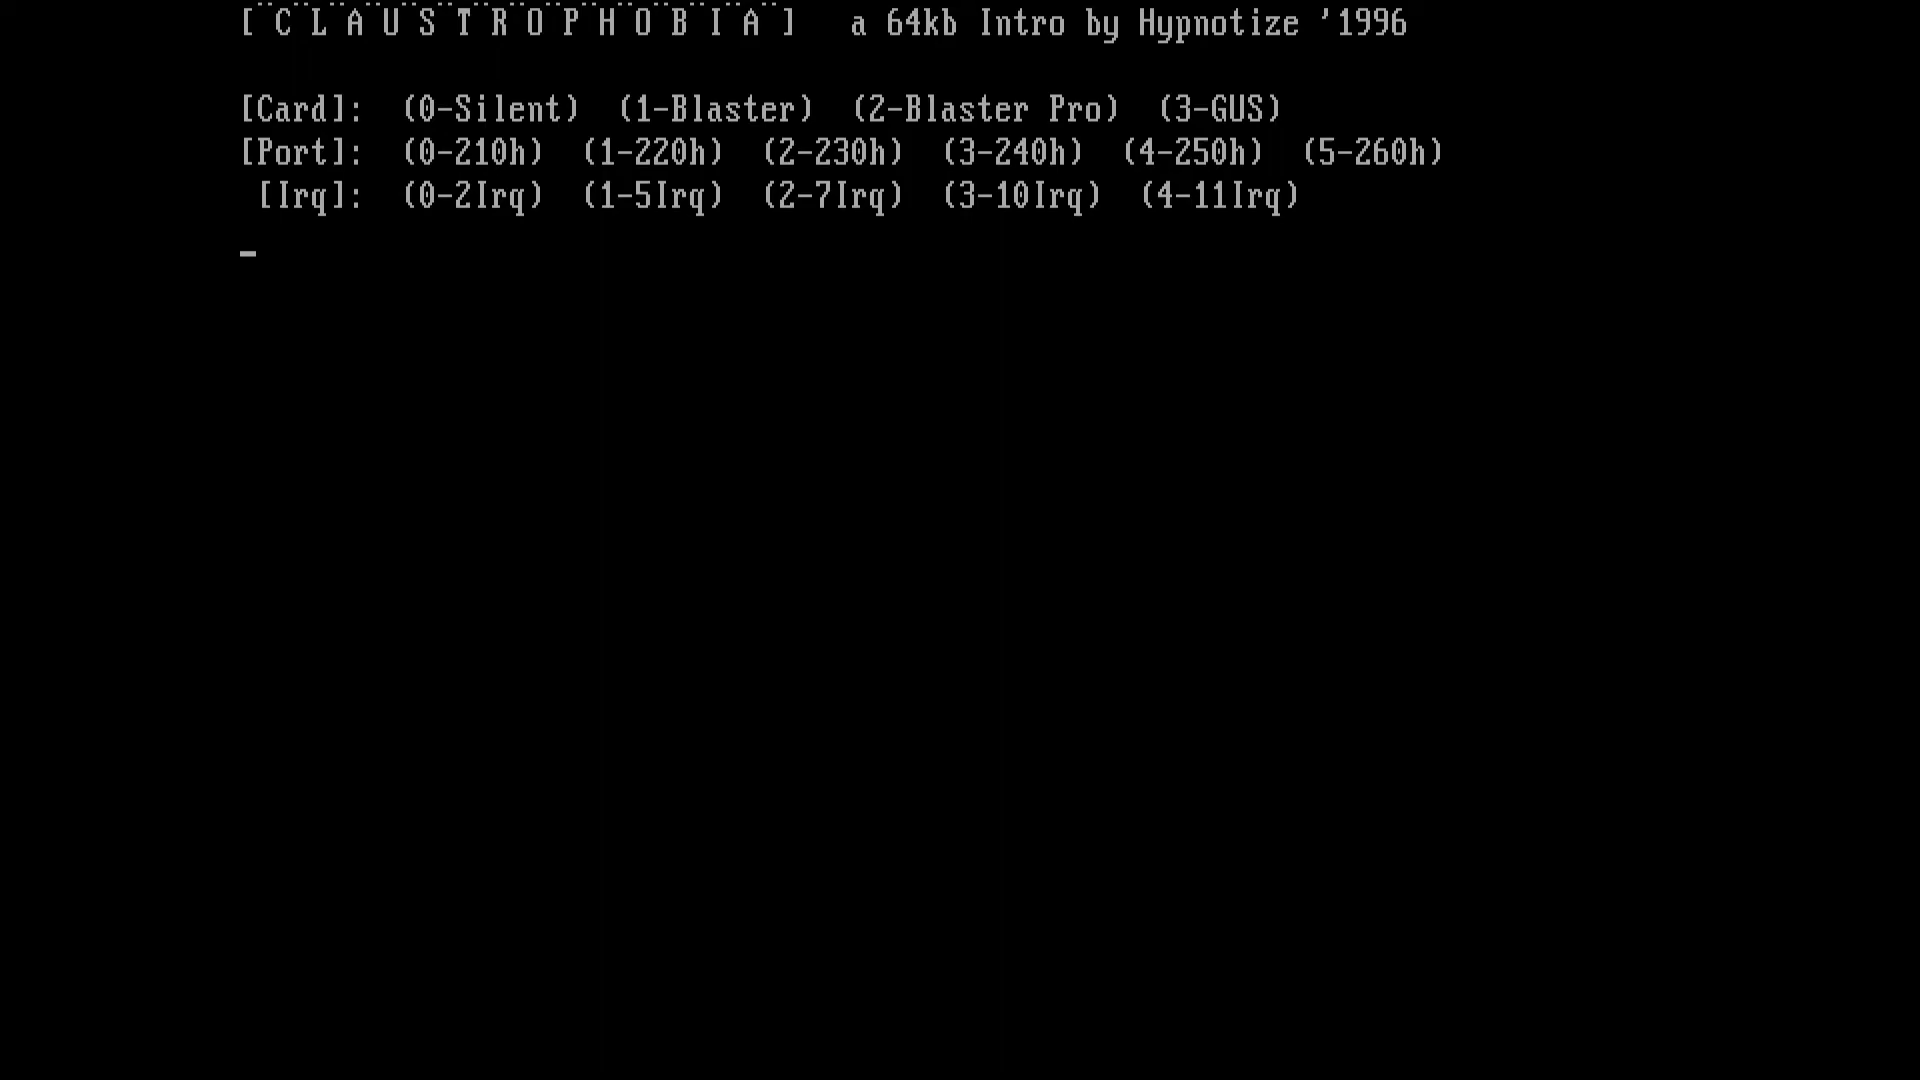 [¨C¨L¨A¨U¨S¨T¨R¨O¨P¨H¨O¨B¨I¨A¨]   a 64kb Intro by Hypnotize '1996
[Card]:  (0-Silent)  (1-Blaster)  (2-Blaster Pro)  (3-GUS)
[Port]:  (0-210h)  (1-220h)  (2-230h)  (3-240h)  (4-250h)  (5-260h)
[Irq]:  (0-2Irq)  (1-5Irq)  (2-7Irq)  (3-10Irq)  (4-11Irq)